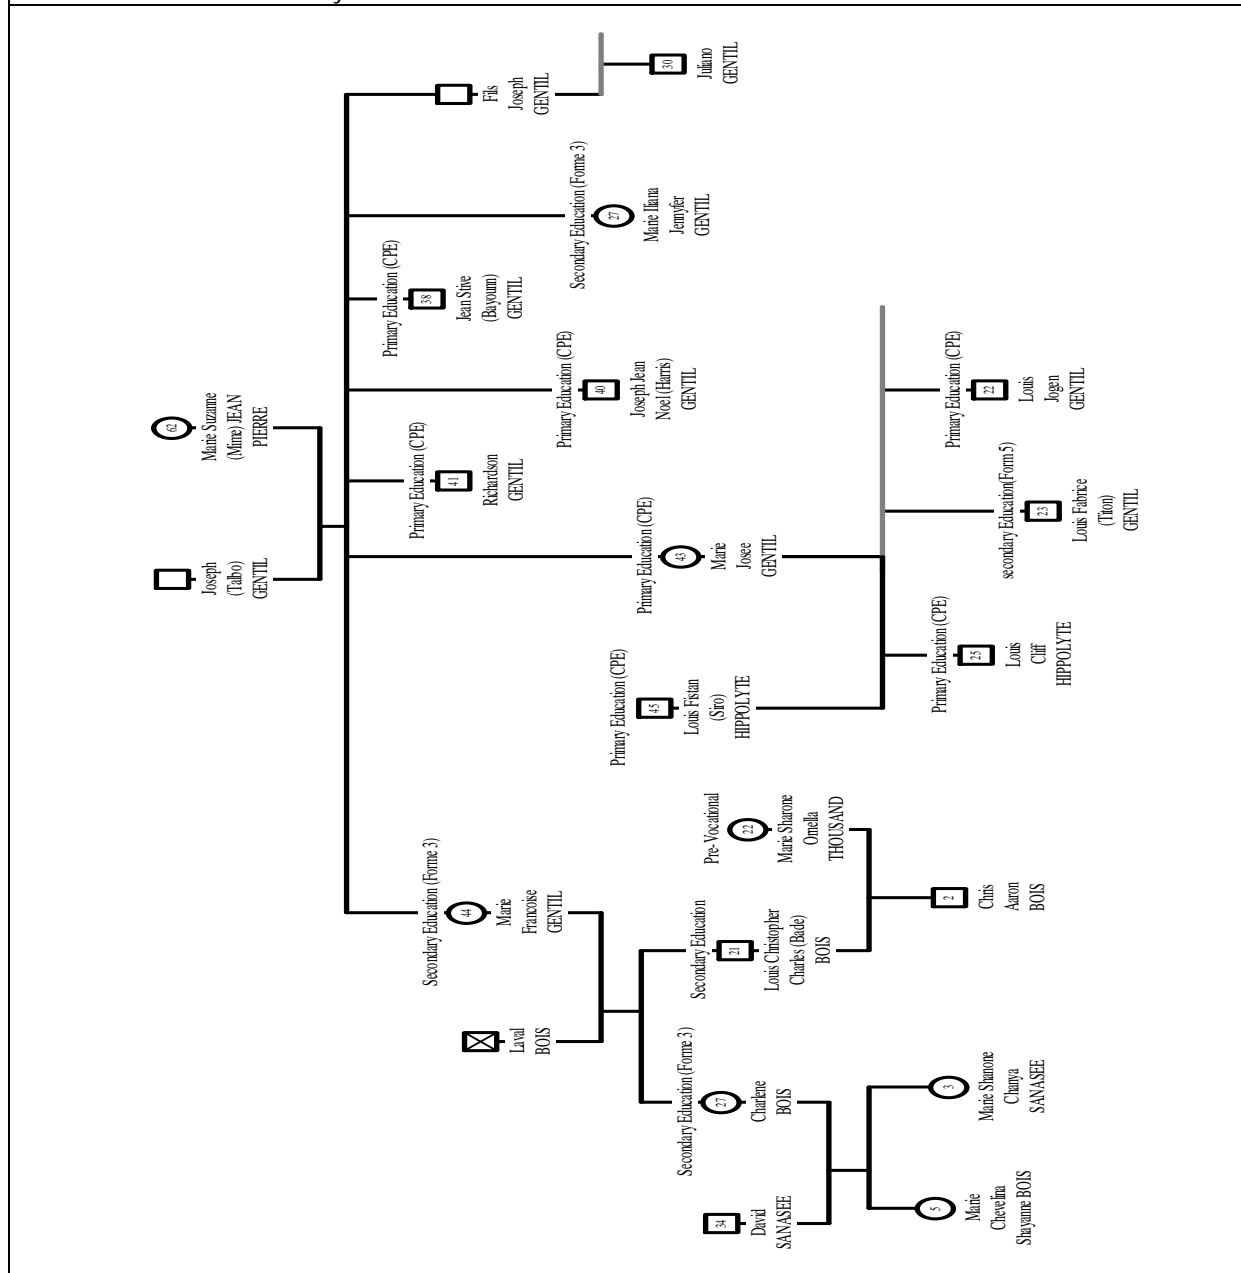 62
Marie Suzanne
(Mime) JEAN
PIERRE
Joseph
(Talbo)
GENTIL
Fils
Joseph
GENTIL
30
Juliano
GENTIL
Secondary Education (Forme 3)
27
Marie Iliana
Jennyfer
GENTIL
Primary Education (CPE)
38
Jean Stive
(Bayoum)
GENTIL
Primary Education (CPE)
40
Joseph Jean
Noel (Harris)
GENTIL
Primary Education (CPE)
41
Richardson
GENTIL
Primary Education (CPE)
43
Marie
Josee
GENTIL
Primary Education (CPE)
22
Louis
Jogen
GENTIL
secondary Education(Form 5)
23
Louis Fabrice
(Titon)
GENTIL
Primary Education (CPE)
25
Louis
Cliff
HIPPOLYTE
Primary Education (CPE)
45
Louis Fistan
(Siro)
HIPPOLYTE
Secondary Education (Forme 3)
44
Marie
Francoise
GENTIL
Laval
BOIS
Pre-Vocational
22
Marie Sharone
Ornella
THOUSAND
Secondary Education
21
Louis Christopher
Charles (Bade)
BOIS
2
Chris
Aaron
BOIS
Secondary Education (Forme 3)
27
Charlene
BOIS
34
David
SANASEE
3
Marie Shanone
Chanya
SANASEE
5
Marie
Chevelina
Shayanne BOIS